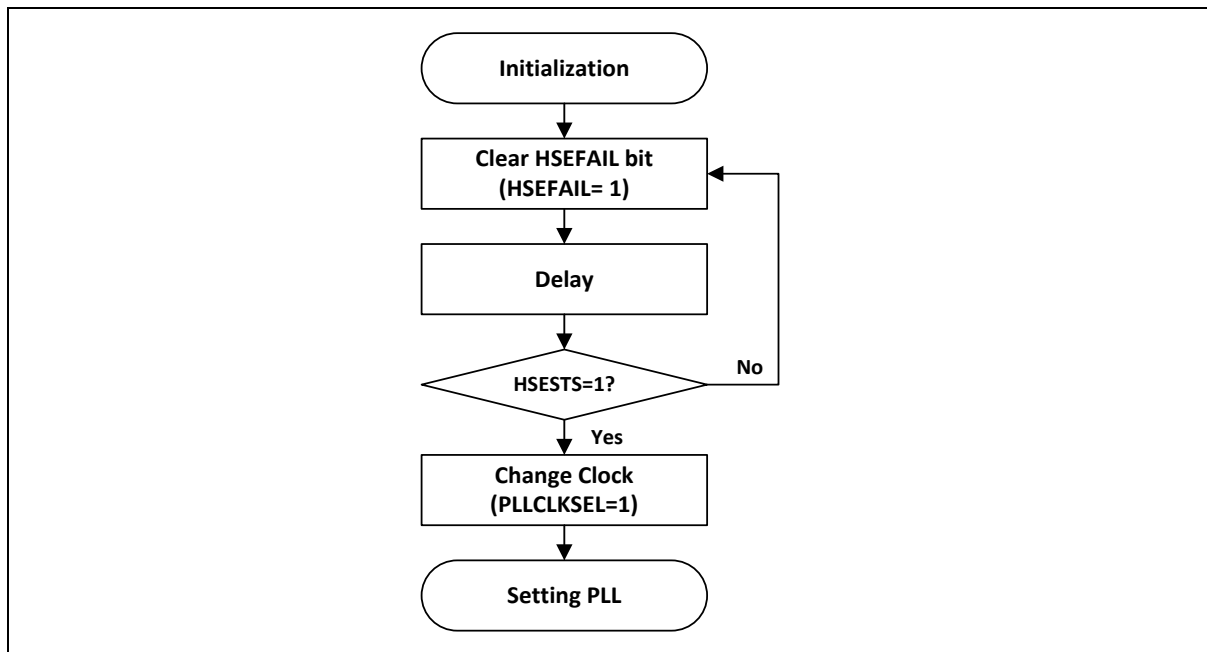 Initialization
Clear HSEFAIL bit
(HSEFAIL= 1)
Delay
HSESTS=1?
No
Yes
Change Clock
(PLLCLKSEL=1)
Setting PLL